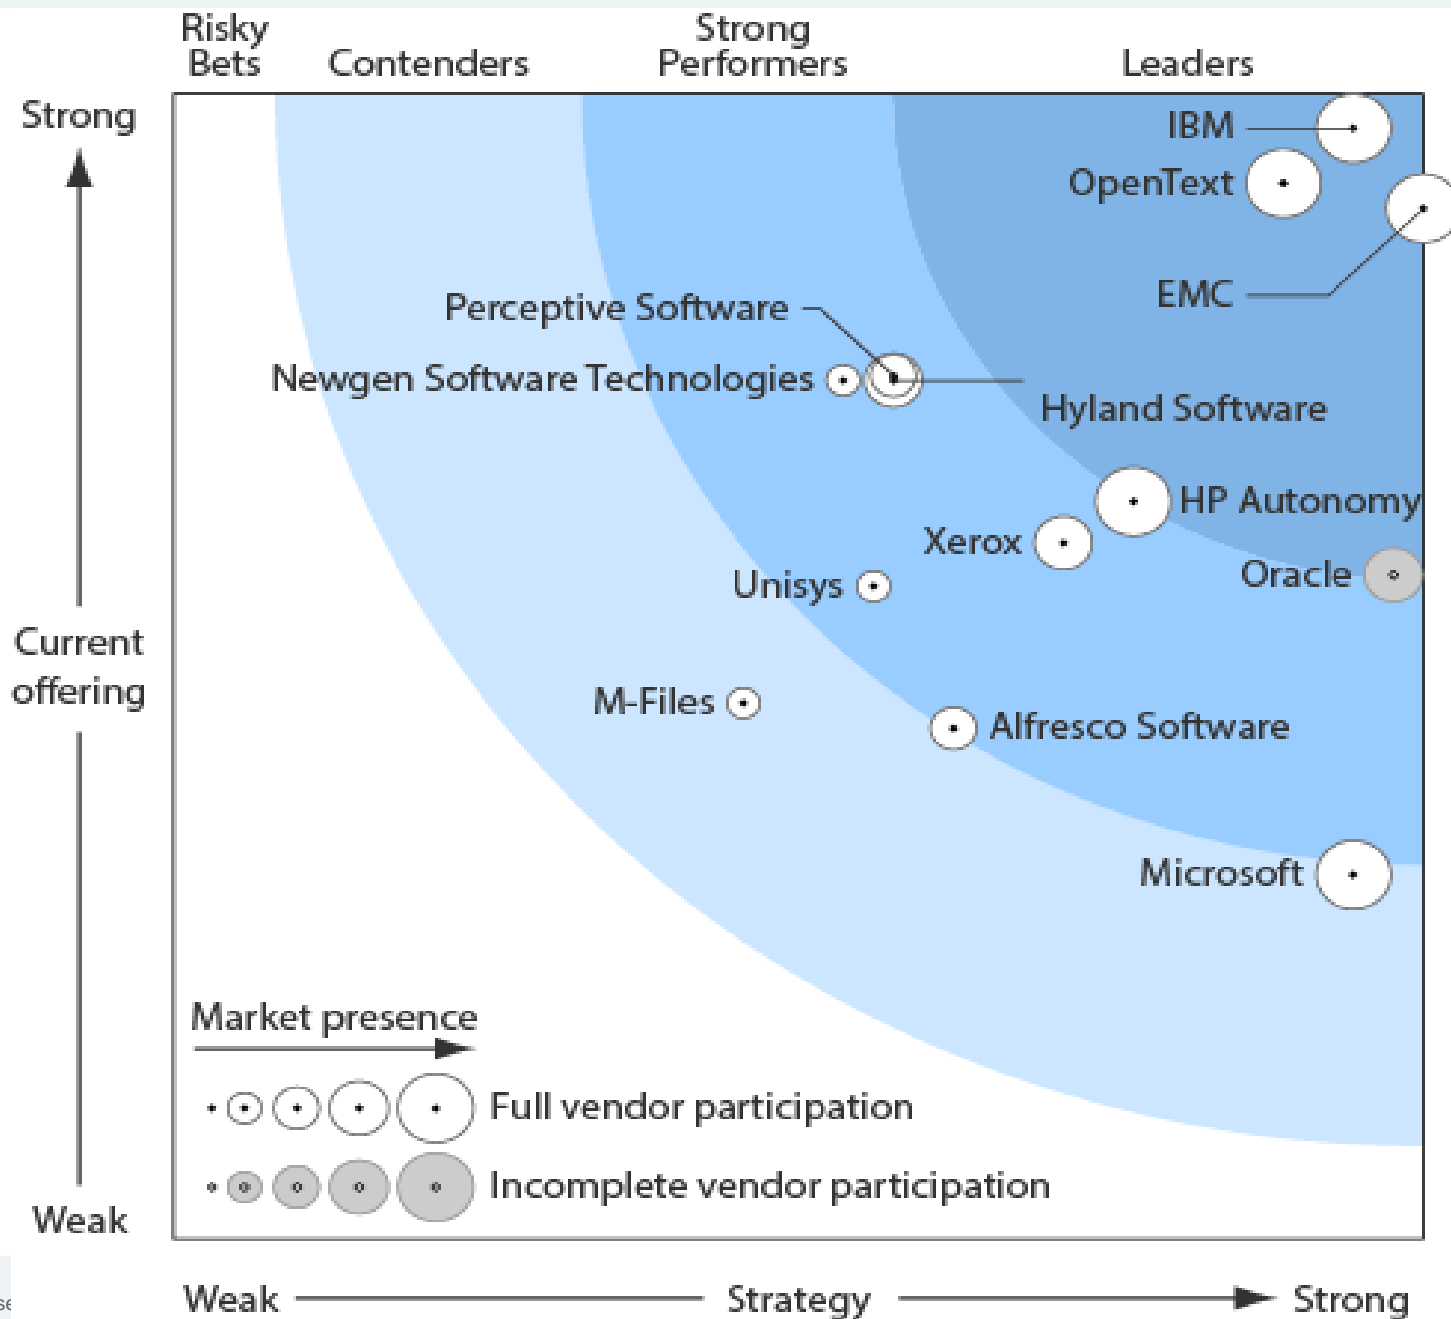 Risky
Bets
Contenders
Strong
Performers
Leaders
Strong
IBM
OpenText
EMC
Perceptive Software
Newgen Software Technologies
Hyland Software
HP Autonomy
Xerox
Oracle
Unisys
Current
offering
M-Files
Alfresco Software
Microsoft
Market presence
Full vendor participation
Incomplete vendor participation
Weak
Weak
Strategy
Strong